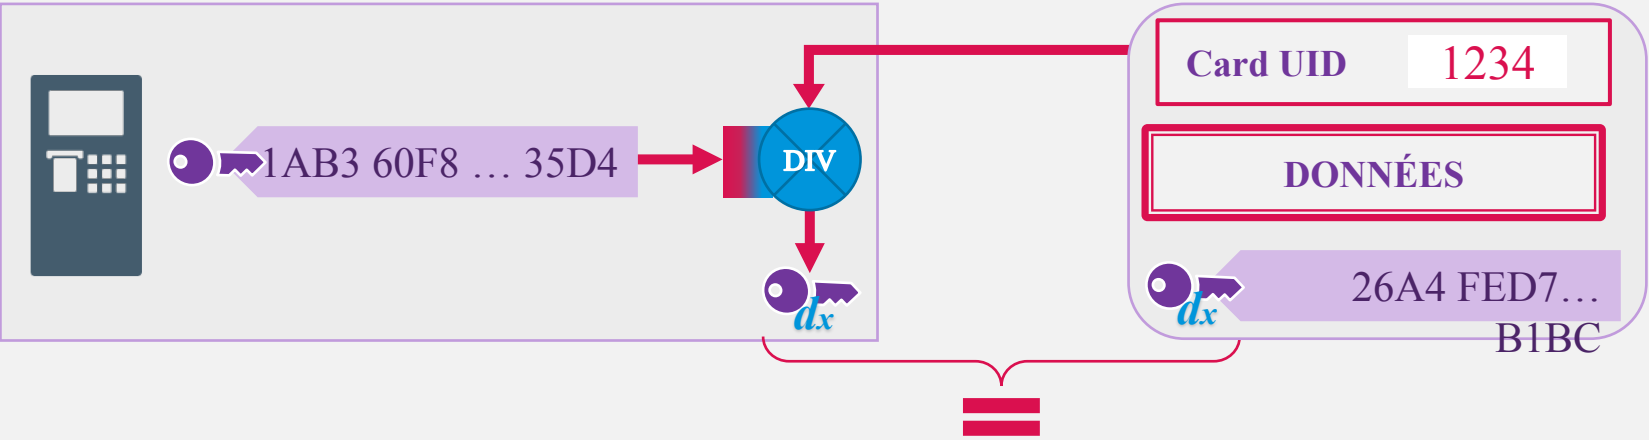 Card UID 1234
1AB3 60F8 … 35D4
DIV
DONNÉES
dx
dx
26A4 FED7…
B1BC